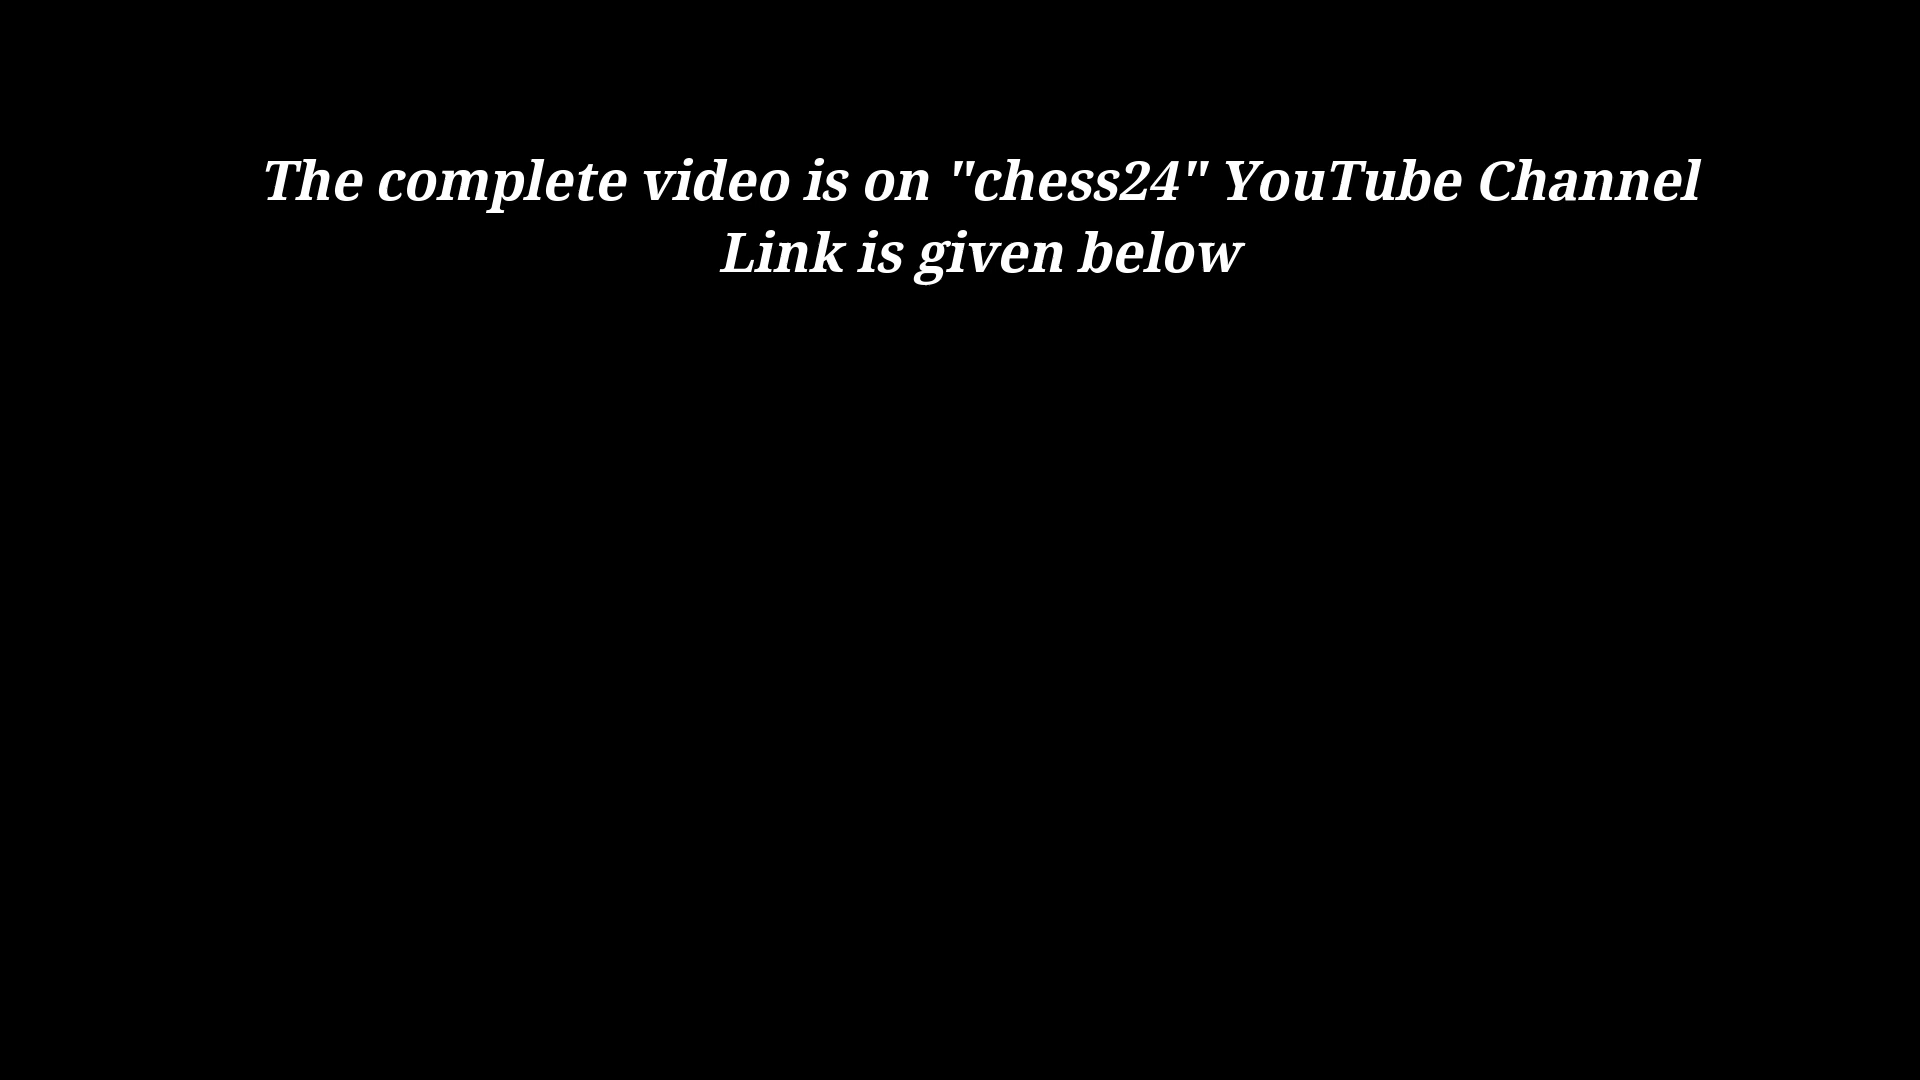 The complete video is on "chess24" YouTube Channel
Link is given below